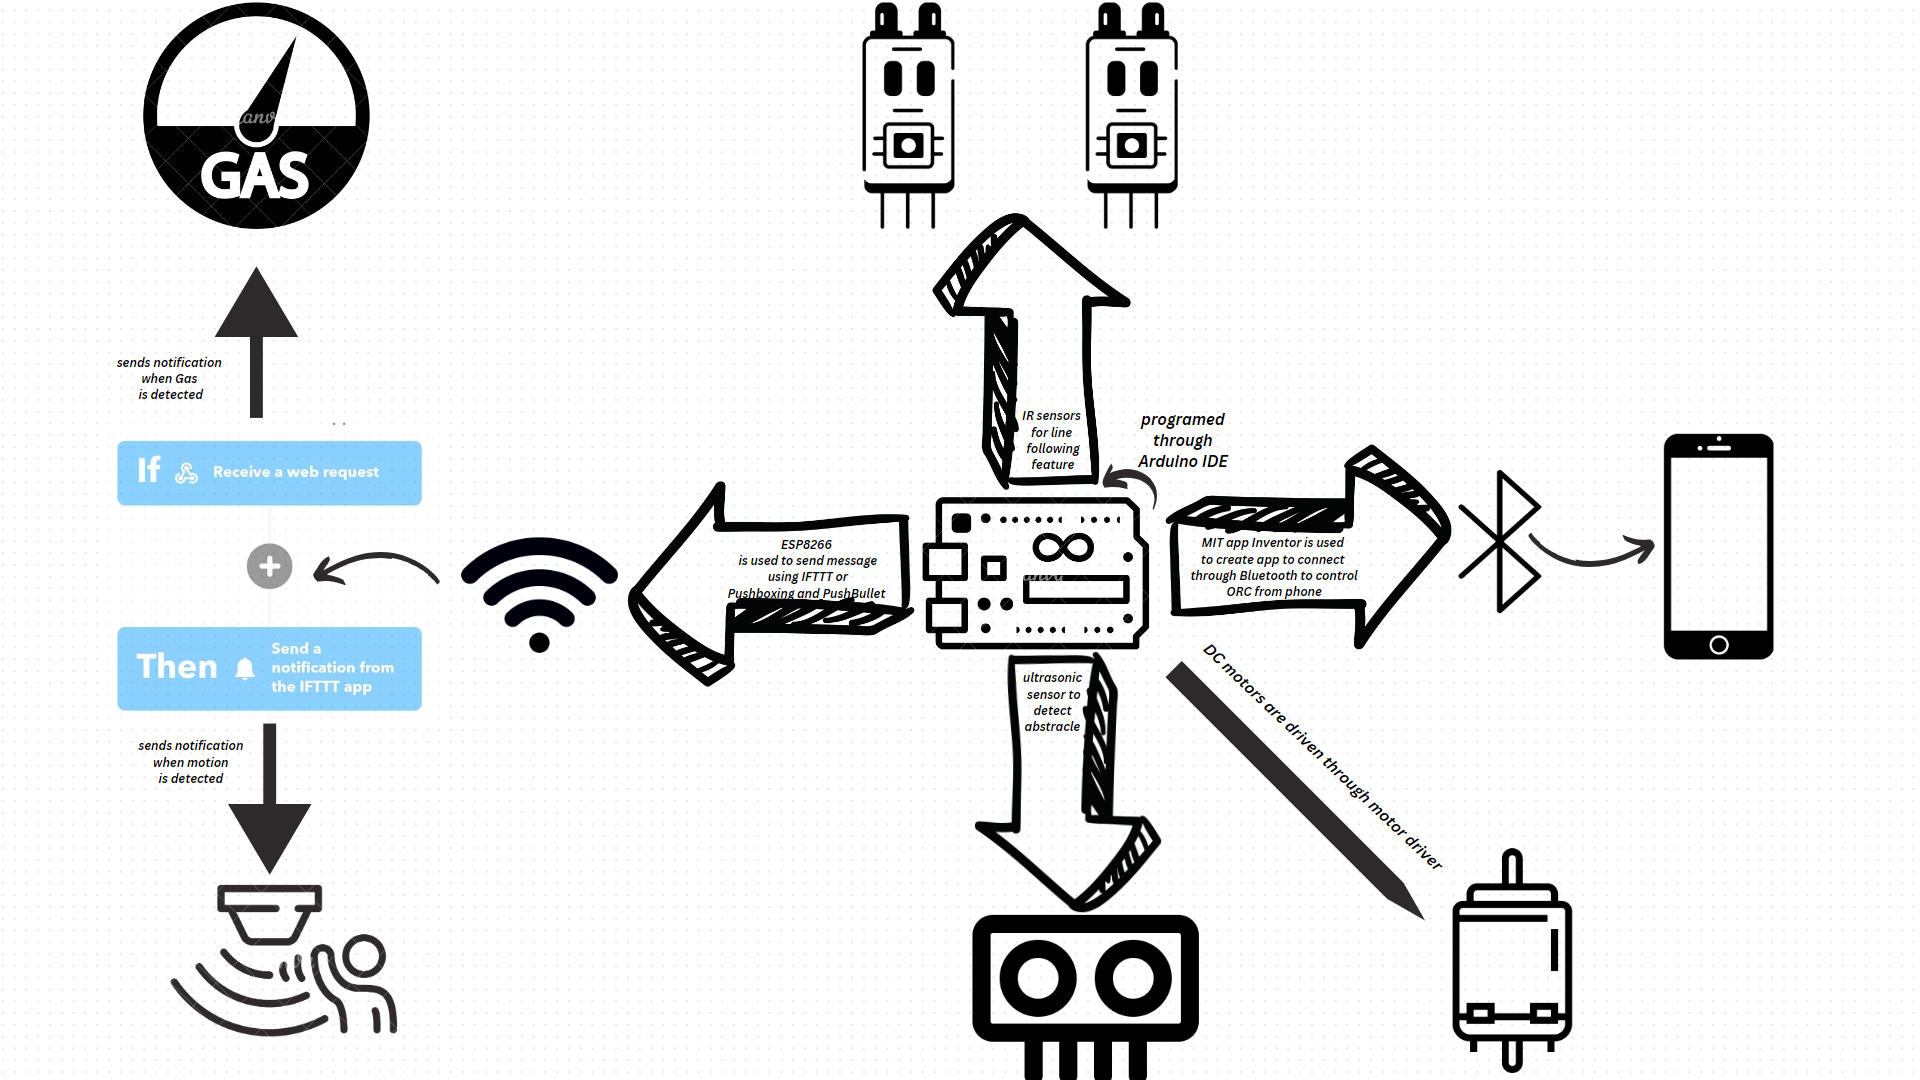 GAS
sends notification
when Gas
is detected
If Receive a web request
Then
Send a
notification from
the IFTTT app
sends notification
when motion
is detected
ESP8266
is used to send message
using IFTTT or
Pushboxing and PushBullet
IR sensors
for line
following
feature
programed
through
Arduino IDE
MIT app Inventor is used
to create app to connect
through Bluetooth to control
ORC from phone
ultrasonic
sensor to
detect
abstracle
DC motors are driven through motor driver